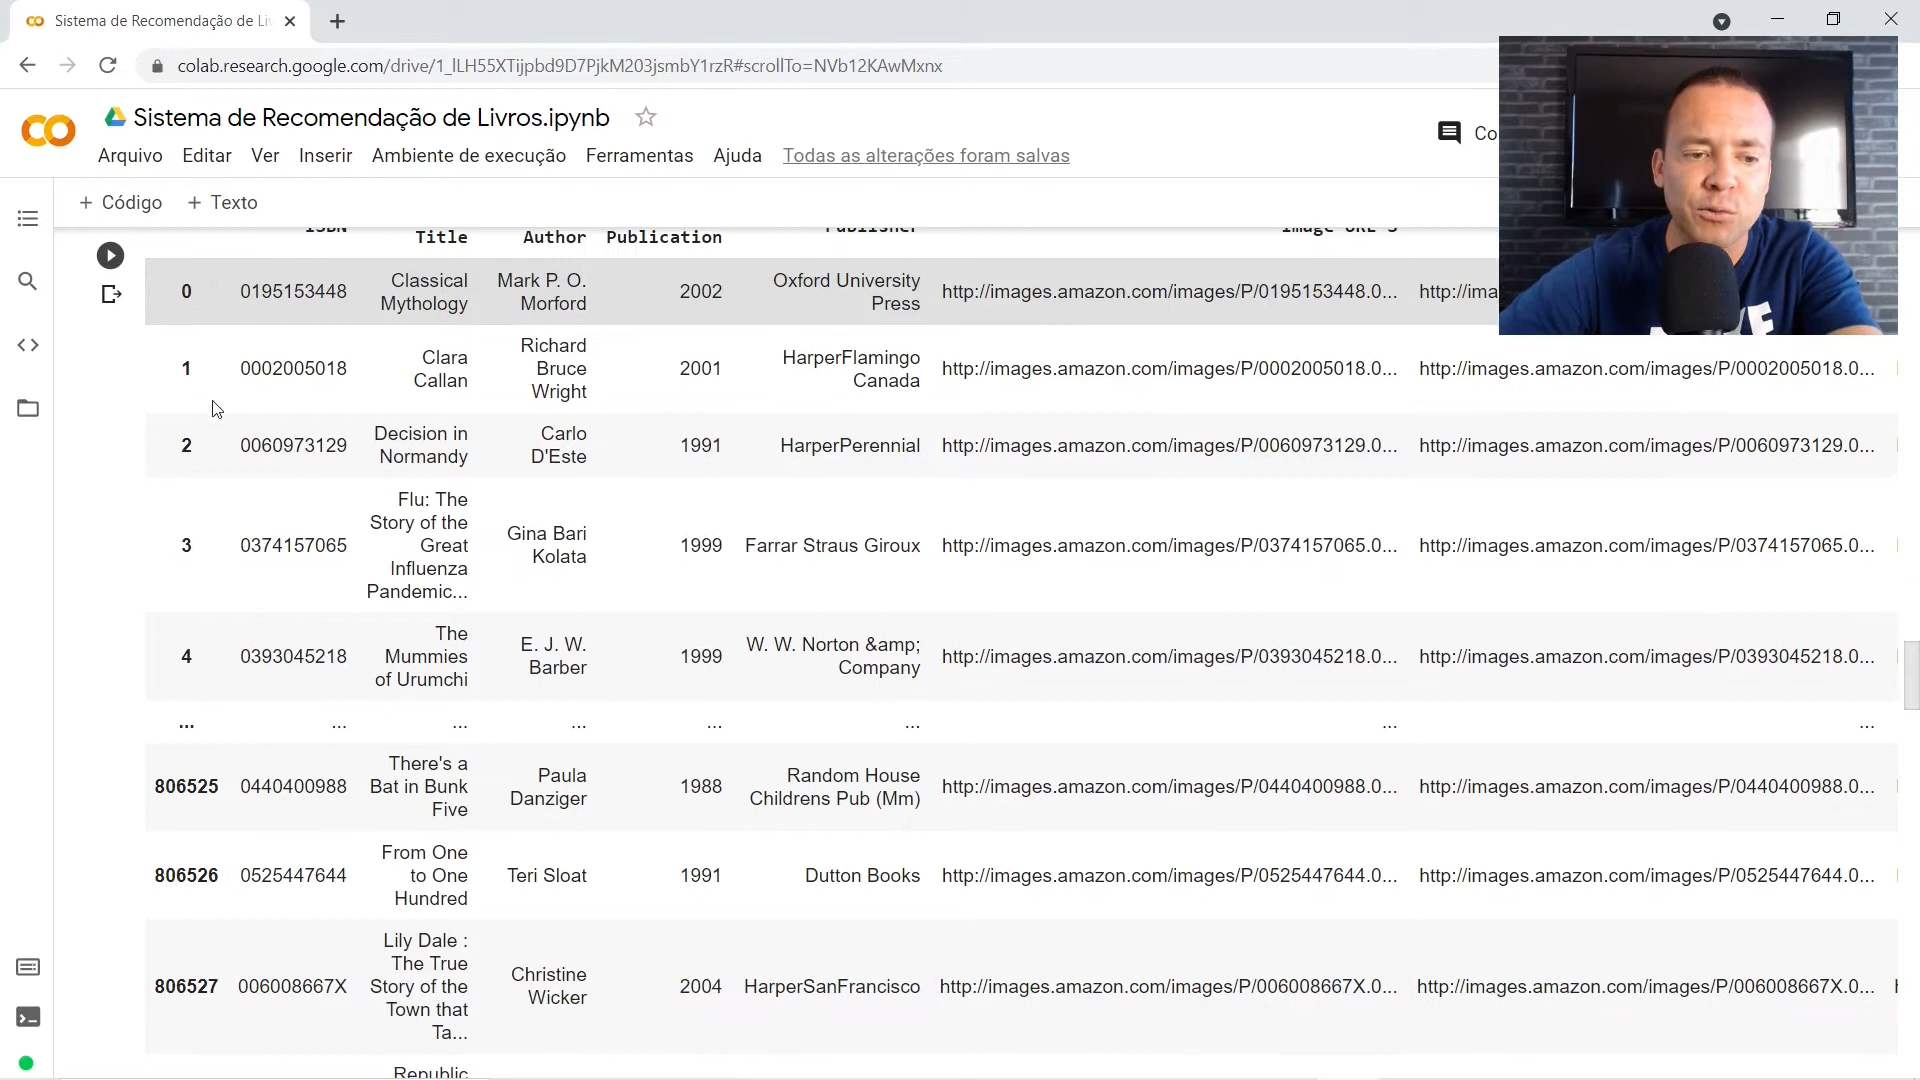 Sistema de Recomendação de Li
colab.research.google.com/drive/1_lLH55XTijpbd9D7PjkM203jsmbY1rzR#scrollTo=NVb12KAwMxnx
Sistema de Recomendação de Livros.ipynb
Co
Arquivo Editar Ver Inserir Ambiente de execução Ferramentas Ajuda Todas as alterações foram salvas
+ Código + Texto
ISBN Title Author Publication Publisher Image-URL-S
0 0195153448 Classical Mythology Mark P. O. Morford 2002 Oxford University Press http://images.amazon.com/images/P/0195153448.0... http://ima
1 0002005018 Clara Callan Richard Bruce Wright 2001 HarperFlamingo Canada http://images.amazon.com/images/P/0002005018.0... http://images.amazon.com/images/P/0002005018.0...
2 0060973129 Decision in Normandy Carlo D'Este 1991 HarperPerennial http://images.amazon.com/images/P/0060973129.0... http://images.amazon.com/images/P/0060973129.0...
3 0374157065 Flu: The Story of the Great Influenza Pandemic... Gina Bari Kolata 1999 Farrar Straus Giroux http://images.amazon.com/images/P/0374157065.0... http://images.amazon.com/images/P/0374157065.0...
4 0393045218 The Mummies of Urumchi E. J. W. Barber 1999 W. W. Norton &amp; Company http://images.amazon.com/images/P/0393045218.0... http://images.amazon.com/images/P/0393045218.0...
... ... ... ... ... ... ... ...
806525 0440400988 There's a Bat in Bunk Five Paula Danziger 1988 Random House Childrens Pub (Mm) http://images.amazon.com/images/P/0440400988.0... http://images.amazon.com/images/P/0440400988.0...
806526 0525447644 From One to One Hundred Teri Sloat 1991 Dutton Books http://images.amazon.com/images/P/0525447644.0... http://images.amazon.com/images/P/0525447644.0...
806527 006008667X Lily Dale : The True Story of the Town that Ta... Christine Wicker 2004 HarperSanFrancisco http://images.amazon.com/images/P/006008667X.0... http://images.amazon.com/images/P/006008667X.0...
Republic